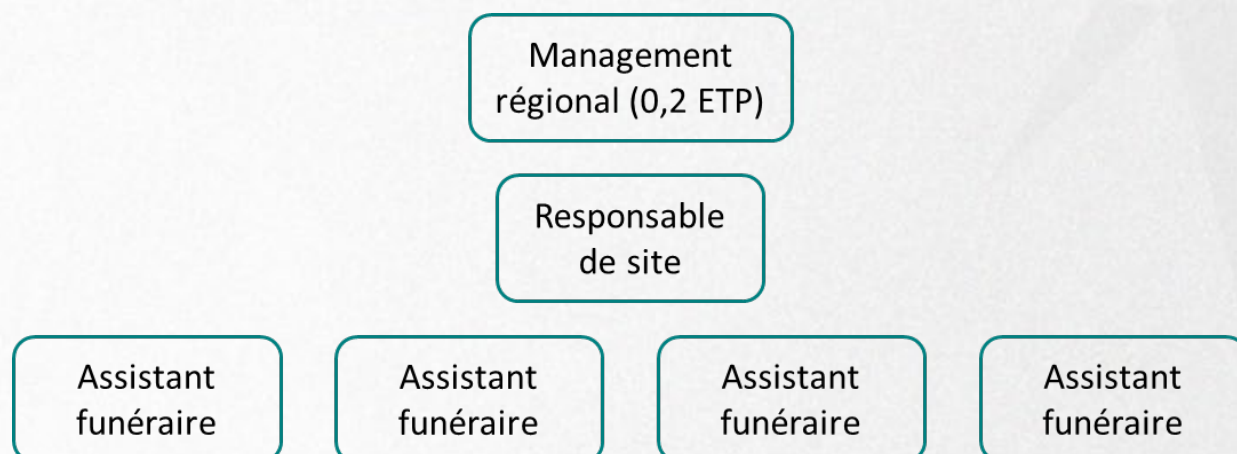 Management
régional (0,2 ETP)
Responsable
de site
Assistant
funéraire
Assistant
funéraire
Assistant
funéraire
Assistant
funéraire